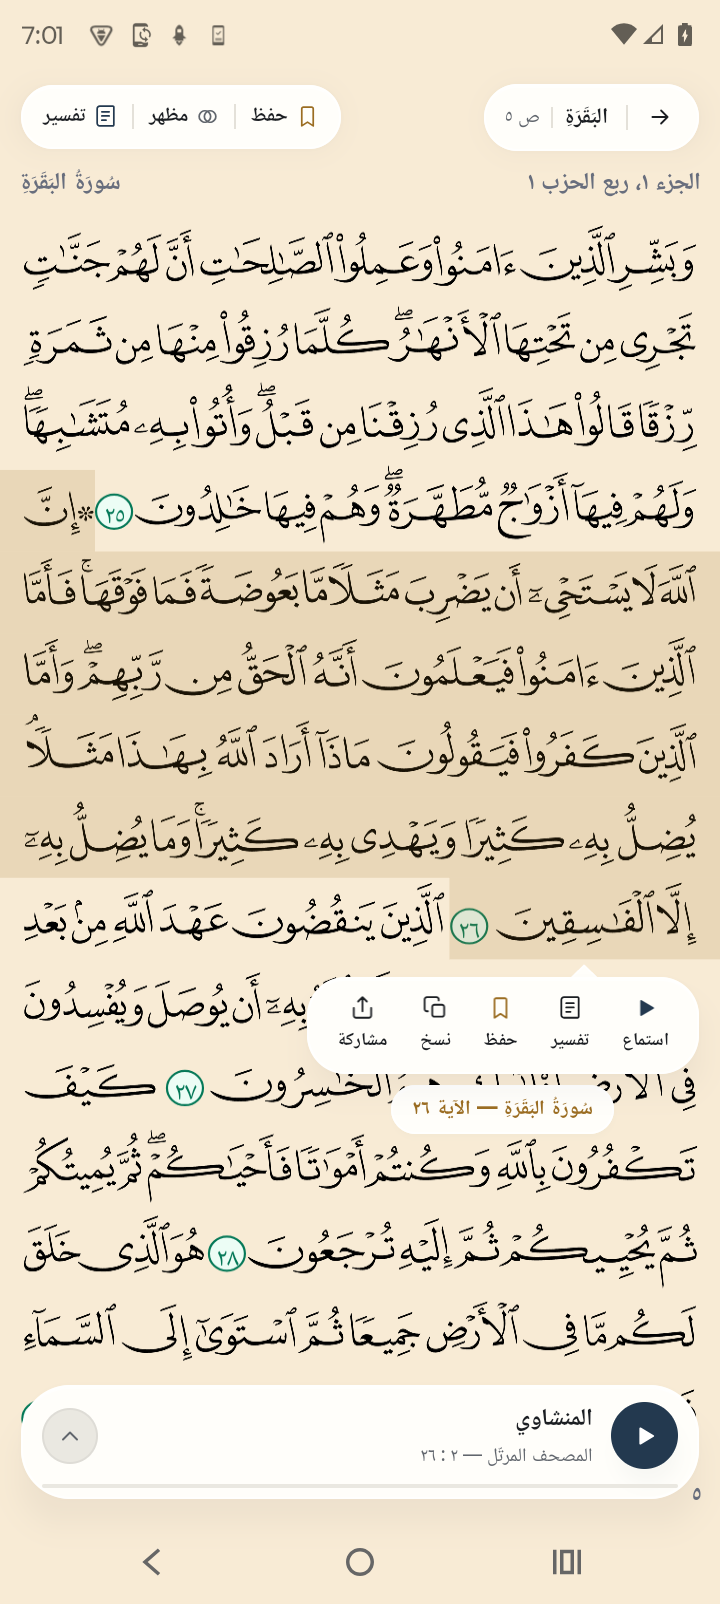 7:01
البَقَرَةِ ص ٥
حفظ مظهر تفسير
الجزء ١، ربع الحزب ١
سُورَةُ البَقَرَةِ
وَبَشِّرِ ٱلَّذِينَ ءَامَنُوا۟ وَعَمِلُوا۟ ٱلصَّـٰلِحَـٰتِ أَنَّ لَهُمْ جَنَّـٰتٍ
تَجْرِى مِن تَحْتِهَا ٱلْأَنْهَـٰرُ ۖ كُلَّمَا رُزِقُوا۟ مِنْهَا مِن ثَمَرَةٍ
رِّزْقًا قَالُوا۟ هَـٰذَا ٱلَّذِى رُزِقْنَا مِن قَبْلُ ۖ وَأُتُوا۟ بِهِۦ مُتَشَـٰبِهًا ۖ
وَلَهُمْ فِيهَآ أَزْوَٰجٌ مُّطَهَّرَةٌ ۖ وَهُمْ فِيهَا خَـٰلِدُونَ ٢٥ ۞ إِنَّ
ٱللَّهَ لَا يَسْتَحْىِۦٓ أَن يَضْرِبَ مَثَلًا مَّا بَعُوضَةً فَمَا فَوْقَهَا ۚ فَأَمَّا
ٱلَّذِينَ ءَامَنُوا۟ فَيَعْلَمُونَ أَنَّهُ ٱلْحَقُّ مِن رَّبِّهِمْ ۖ وَأَمَّا
ٱلَّذِينَ كَفَرُوا۟ فَيَقُولُونَ مَاذَآ أَرَادَ ٱللَّهُ بِهَـٰذَا مَثَلًا ۘ
يُضِلُّ بِهِۦ كَثِيرًا وَيَهْدِى بِهِۦ كَثِيرًا ۚ وَمَا يُضِلُّ بِهِۦٓ
إِلَّا ٱلْفَـٰسِقِينَ ٢٦ ٱلَّذِينَ يَنقُضُونَ عَهْدَ ٱللَّهِ مِنۢ بَعْدِ
بِهِۦٓ أَن يُوصَلَ وَيُفْسِدُونَ
استماع تفسير حفظ نسخ مشاركة
فِى ٱلْأَرْضِ ٱلْخَـٰسِرُونَ ٢٧ كَيْفَ
سُورَةُ البَقَرَةِ — الآية ٢٦
تَكْفُرُونَ بِٱللَّهِ وَكُنتُمْ أَمْوَٰتًا فَأَحْيَـٰكُمْ ۖ ثُمَّ يُمِيتُكُمْ
ثُمَّ يُحْيِيكُمْ ثُمَّ إِلَيْهِ تُرْجَعُونَ ٢٨ هُوَ ٱلَّذِى خَلَقَ
لَكُم مَّا فِى ٱلْأَرْضِ جَمِيعًا ثُمَّ ٱسْتَوَىٰٓ إِلَى ٱلسَّمَآءِ
المنشاوي
المصحف المرتّل — ٢ : ٢٦
٥